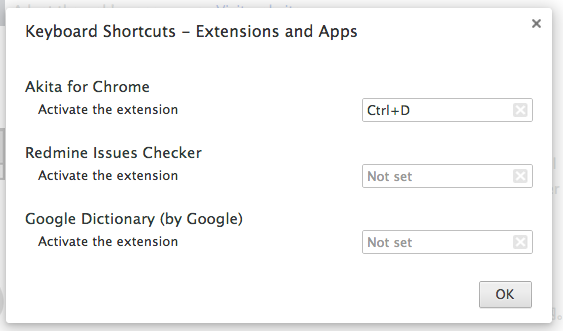 Keyboard Shortcuts – Extensions and Apps
Akita for Chrome
Activate the extension
Ctrl+D
Redmine Issues Checker
Activate the extension
Not set
Google Dictionary (by Google)
Activate the extension
Not set
OK